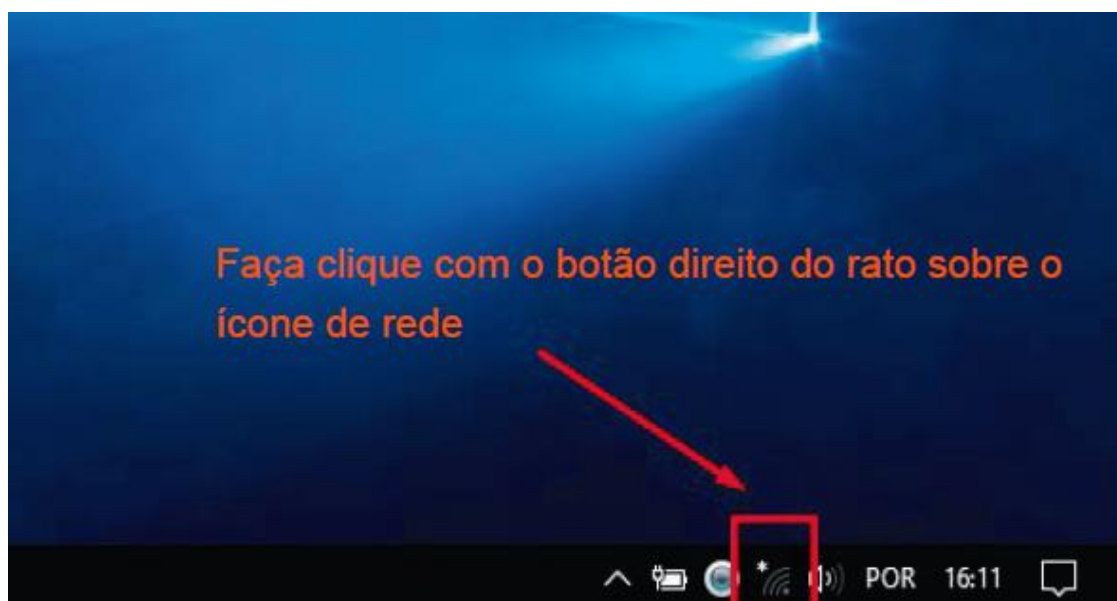 Faça clique com o botão direito do rato sobre o
ícone de rede
POR 16:11